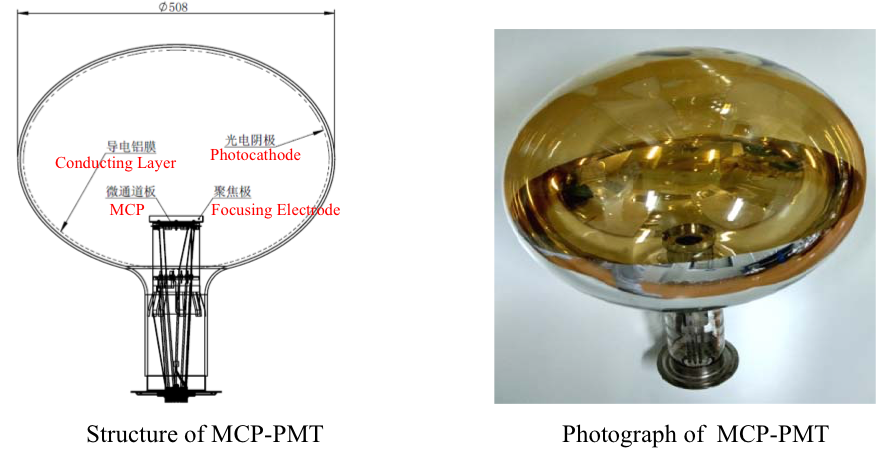 Φ508
导电铝膜
Conducting Layer
光电阴极
Photocathode
微通道板
MCP
聚焦极
Focusing Electrode
Structure of MCP-PMT
Photograph of MCP-PMT